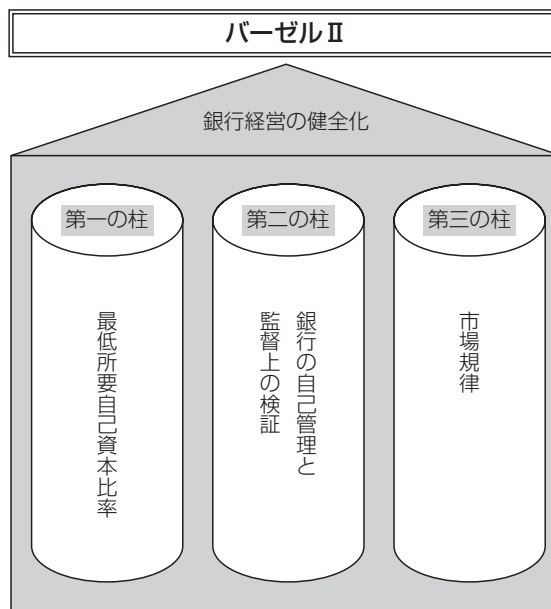 バーゼルⅡ
銀行経営の健全化
第一の柱
最低所要自己資本比率
第二の柱
銀行の自己管理と
監督上の検証
第三の柱
市場規律